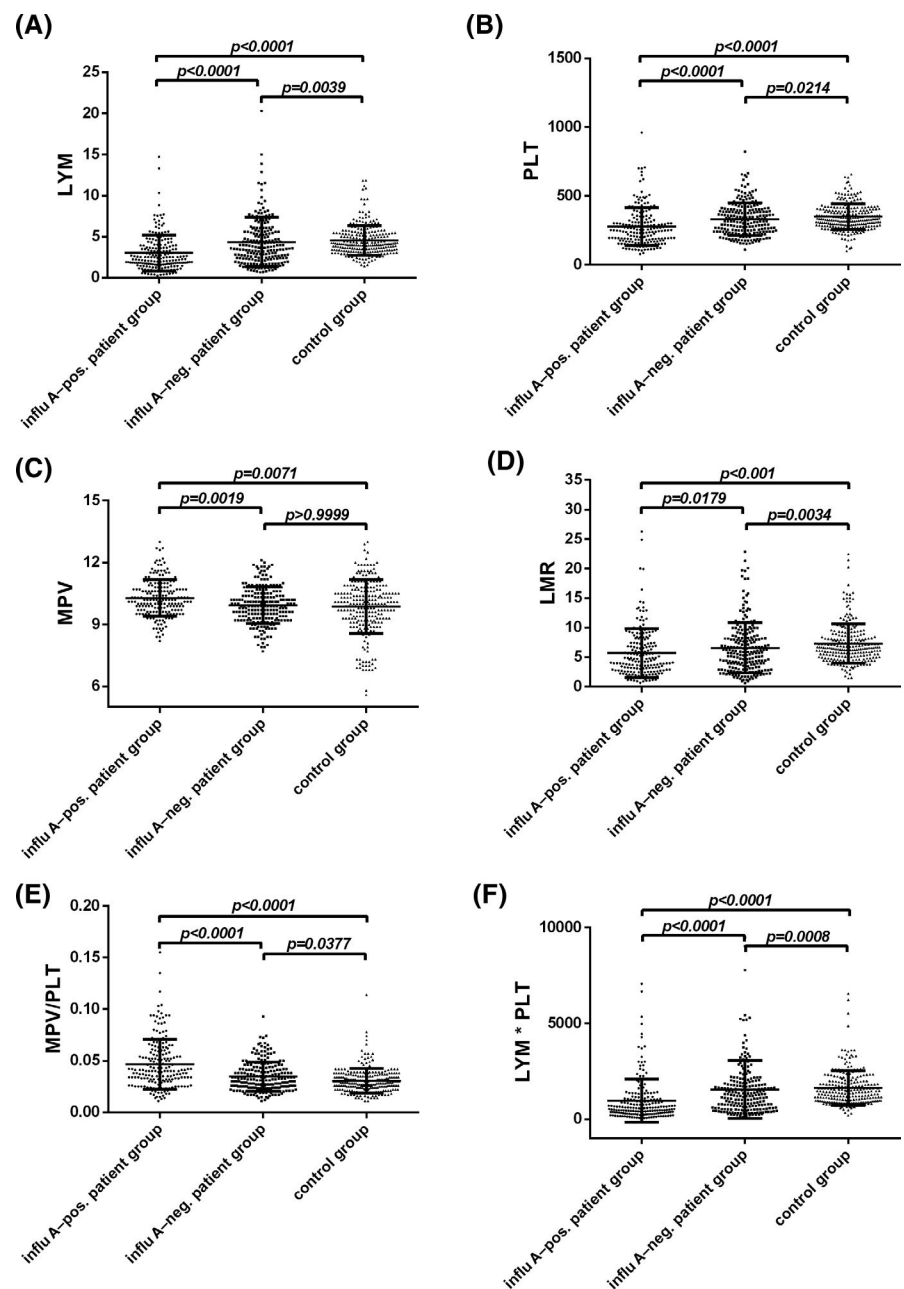 (A)
p<0.0001
p<0.0001
p=0.0039
LYM
25
20
15
10
5
0
influ A–pos. patient group
influ A–neg. patient group
control group
(B)
p<0.0001
p<0.0001
p=0.0214
PLT
1500
1000
500
0
influ A–pos. patient group
influ A–neg. patient group
control group
(C)
p=0.0071
p=0.0019
p>0.9999
MPV
15
12
9
6
influ A–pos. patient group
influ A–neg. patient group
control group
(D)
p<0.001
p=0.0179
p=0.0034
LMR
35
30
25
20
15
10
5
0
influ A–pos. patient group
influ A–neg. patient group
control group
(E)
p<0.0001
p<0.0001
p=0.0377
MPV/PLT
0.20
0.15
0.10
0.05
0.00
influ A–pos. patient group
influ A–neg. patient group
control group
(F)
p<0.0001
p<0.0001
p=0.0008
LYM * PLT
10000
5000
0
influ A–pos. patient group
influ A–neg. patient group
control group